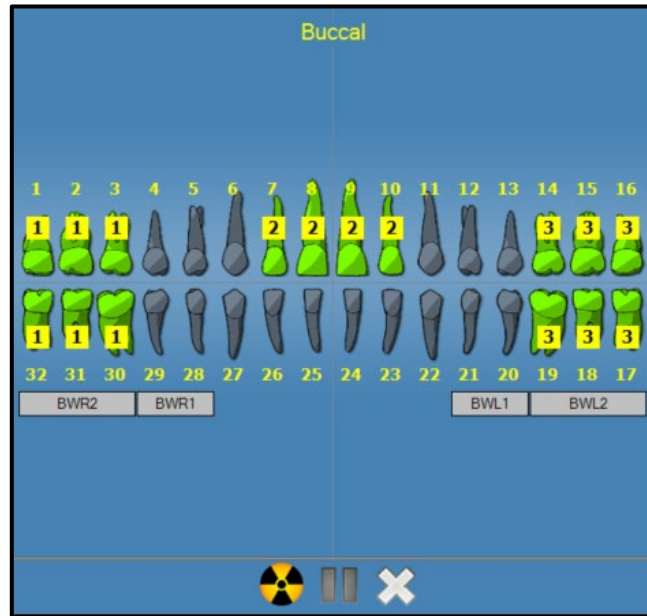 Buccal
1 2 3 4 5 6 7 8 9 10 11 12 13 14 15 16
1 1 1 2 2 2 2 3 3 3
1 1 1 3 3 3
32 31 30 29 28 27 26 25 24 23 22 21 20 19 18 17
BWR2 BWR1 BWL1 BWL2